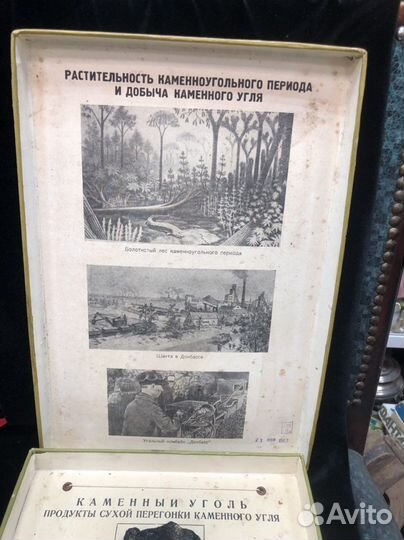 РАСТИТЕЛЬНОСТЬ КАМЕННОУГОЛЬНОГО ПЕРИОДА
И ДОБЫЧА КАМЕННОГО УГЛЯ
Болотистый лес каменноугольного периода
Шахта в Донбассе
Угольный комбайн „Донбасс"
КАМЕННЫЙ УГОЛЬ
ПРОДУКТЫ СУХОЙ ПЕРЕГОНКИ КАМЕННОГО УГЛЯ
Avito